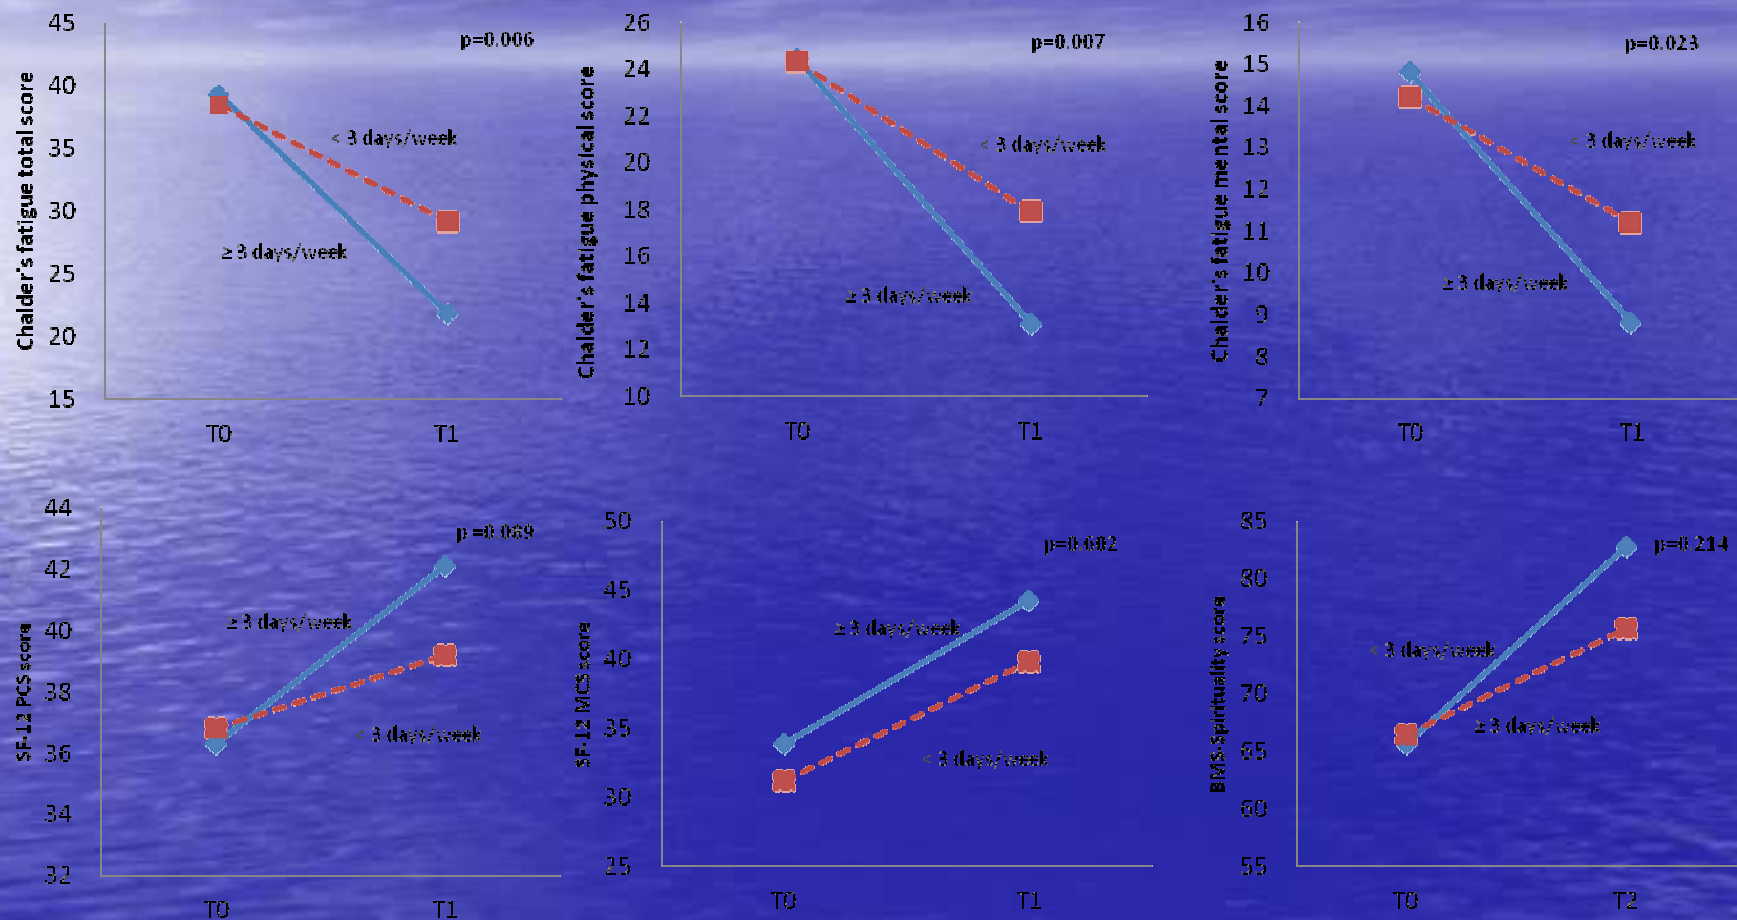 Chalder's fatigue total score
45
40
35
30
25
20
15
p=0.006
< 3 days/week
≥ 3 days/week
T0 T1
Chalder's fatigue physical score
26
24
22
20
18
16
14
12
10
p=0.007
< 3 days/week
≥ 3 days/week
T0 T1
Chalder's fatigue mental score
16
15
14
13
12
11
10
9
8
7
p=0.023
< 3 days/week
≥ 3 days/week
T0 T1
SF-12 PCS score
44
42
40
38
36
34
32
p =0.089
≥ 3 days/week
< 3 days/week
T0 T1
SF-12 MCS score
50
45
40
35
30
25
p=0.602
≥ 3 days/week
< 3 days/week
T0 T1
BMS-Spirituality score
85
80
75
70
65
60
55
p=0.214
< 3 days/week
≥ 3 days/week
T0 T2